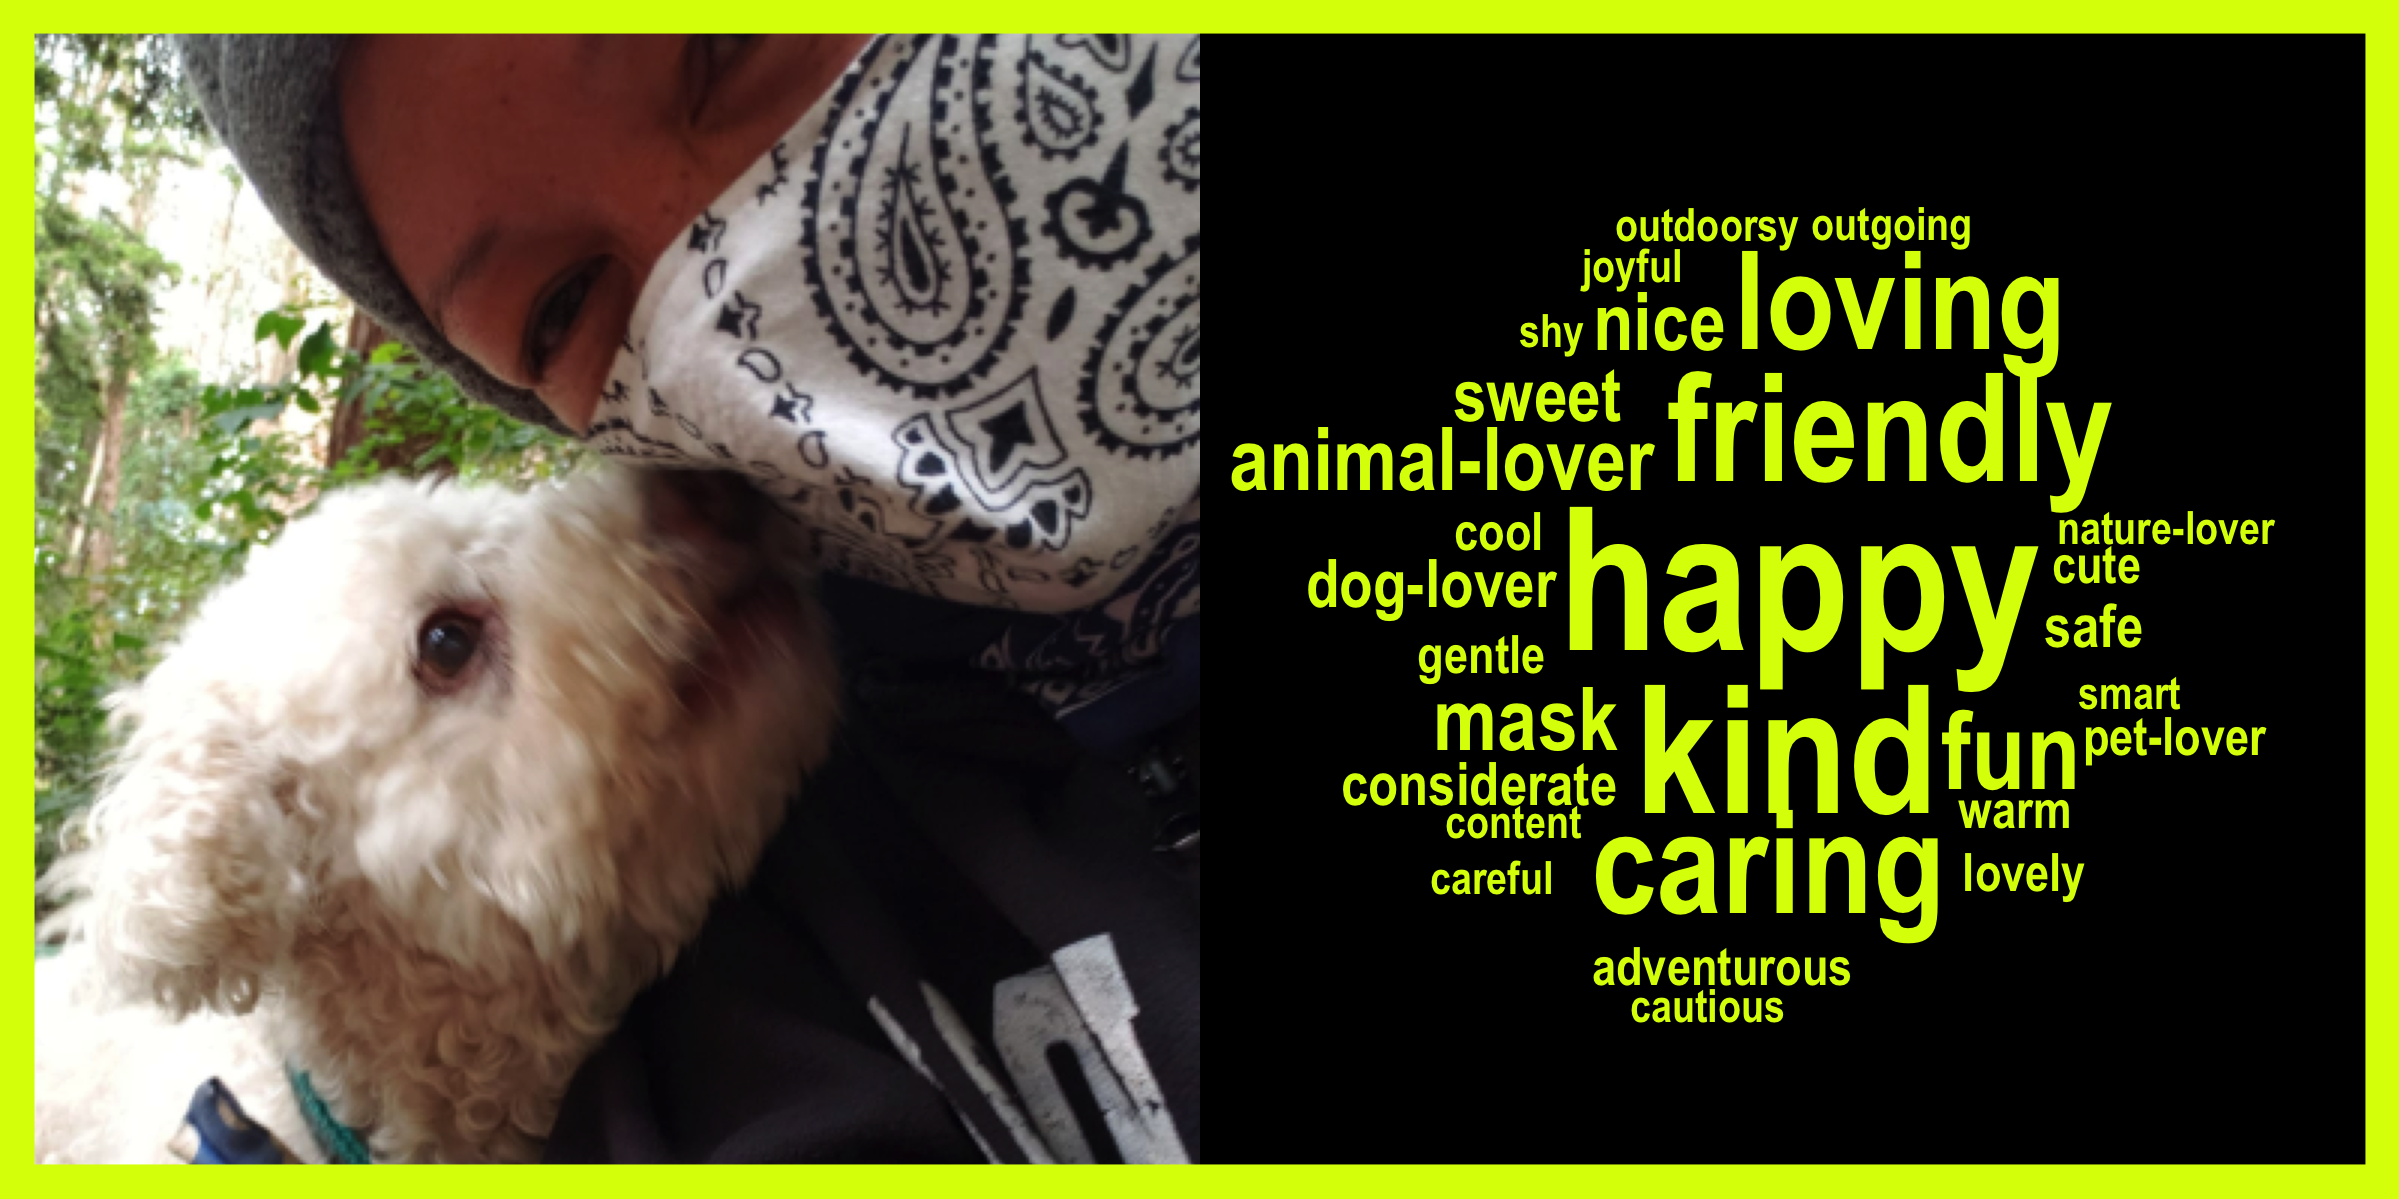 outdoorsy outgoing
joyful
loving
shy nice
sweet
friendly
animal-lover
cool
happy
nature-lover
cute
dog-lover
safe
gentle
mask
kind
smart
fun
pet-lover
considerate
warm
content
caring
careful
lovely
adventurous
cautious